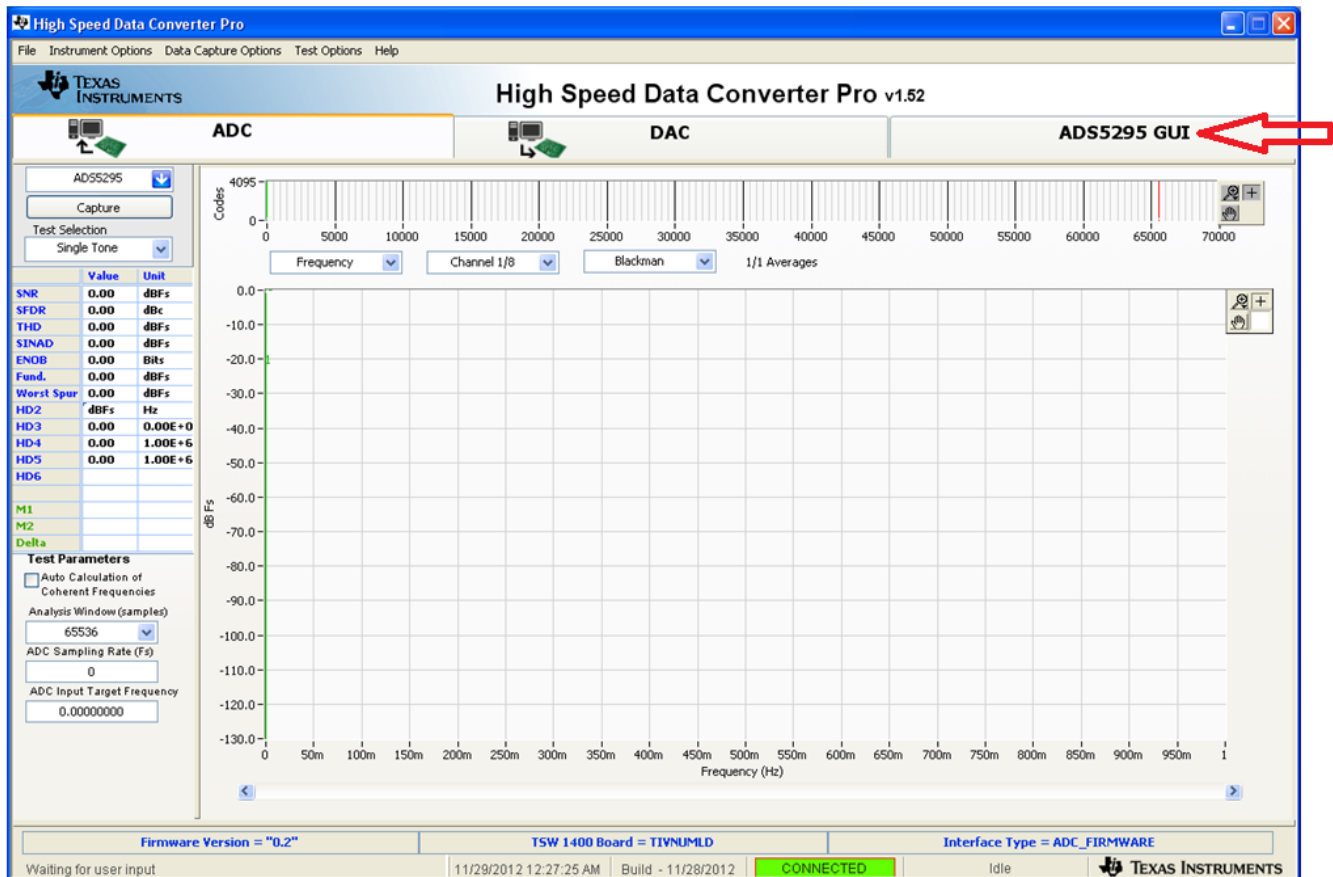 High Speed Data Converter Pro
File Instrument Options Data Capture Options Test Options Help
TEXAS INSTRUMENTS
High Speed Data Converter Pro v1.52
ADC
DAC
ADS5295 GUI
ADS5295
Capture
Test Selection
Single Tone
Value Unit
SNR 0.00 dBFs
SFDR 0.00 dBc
THD 0.00 dBFs
SINAD 0.00 dBFs
ENOB 0.00 Bits
Fund. 0.00 dBFs
Worst Spur 0.00 dBFs
HD2 dBFs Hz
HD3 0.00 0.00E+0
HD4 0.00 1.00E+6
HD5 0.00 1.00E+6
HD6
M1
M2
Delta
Test Parameters
Auto Calculation of
Coherent Frequencies
Analysis Window (samples)
65536
ADC Sampling Rate (Fs)
0
ADC Input Target Frequency
0.00000000
Codes
4095
0
0 5000 10000 15000 20000 25000 30000 35000 40000 45000 50000 55000 60000 65000 70000
Frequency Channel 1/8 Blackman 1/1 Averages
dB Fs
0.0
-10.0
-20.0
1
-30.0
-40.0
-50.0
-60.0
-70.0
-80.0
-90.0
-100.0
-110.0
-120.0
-130.0
0 50m 100m 150m 200m 250m 300m 350m 400m 450m 500m 550m 600m 650m 700m 750m 800m 850m 900m 950m 1
Frequency (Hz)
Firmware Version = "0.2" TSW 1400 Board = TIVNUMLD Interface Type = ADC_FIRMWARE
Waiting for user input 11/29/2012 12:27:25 AM Build - 11/28/2012 CONNECTED Idle TEXAS INSTRUMENTS